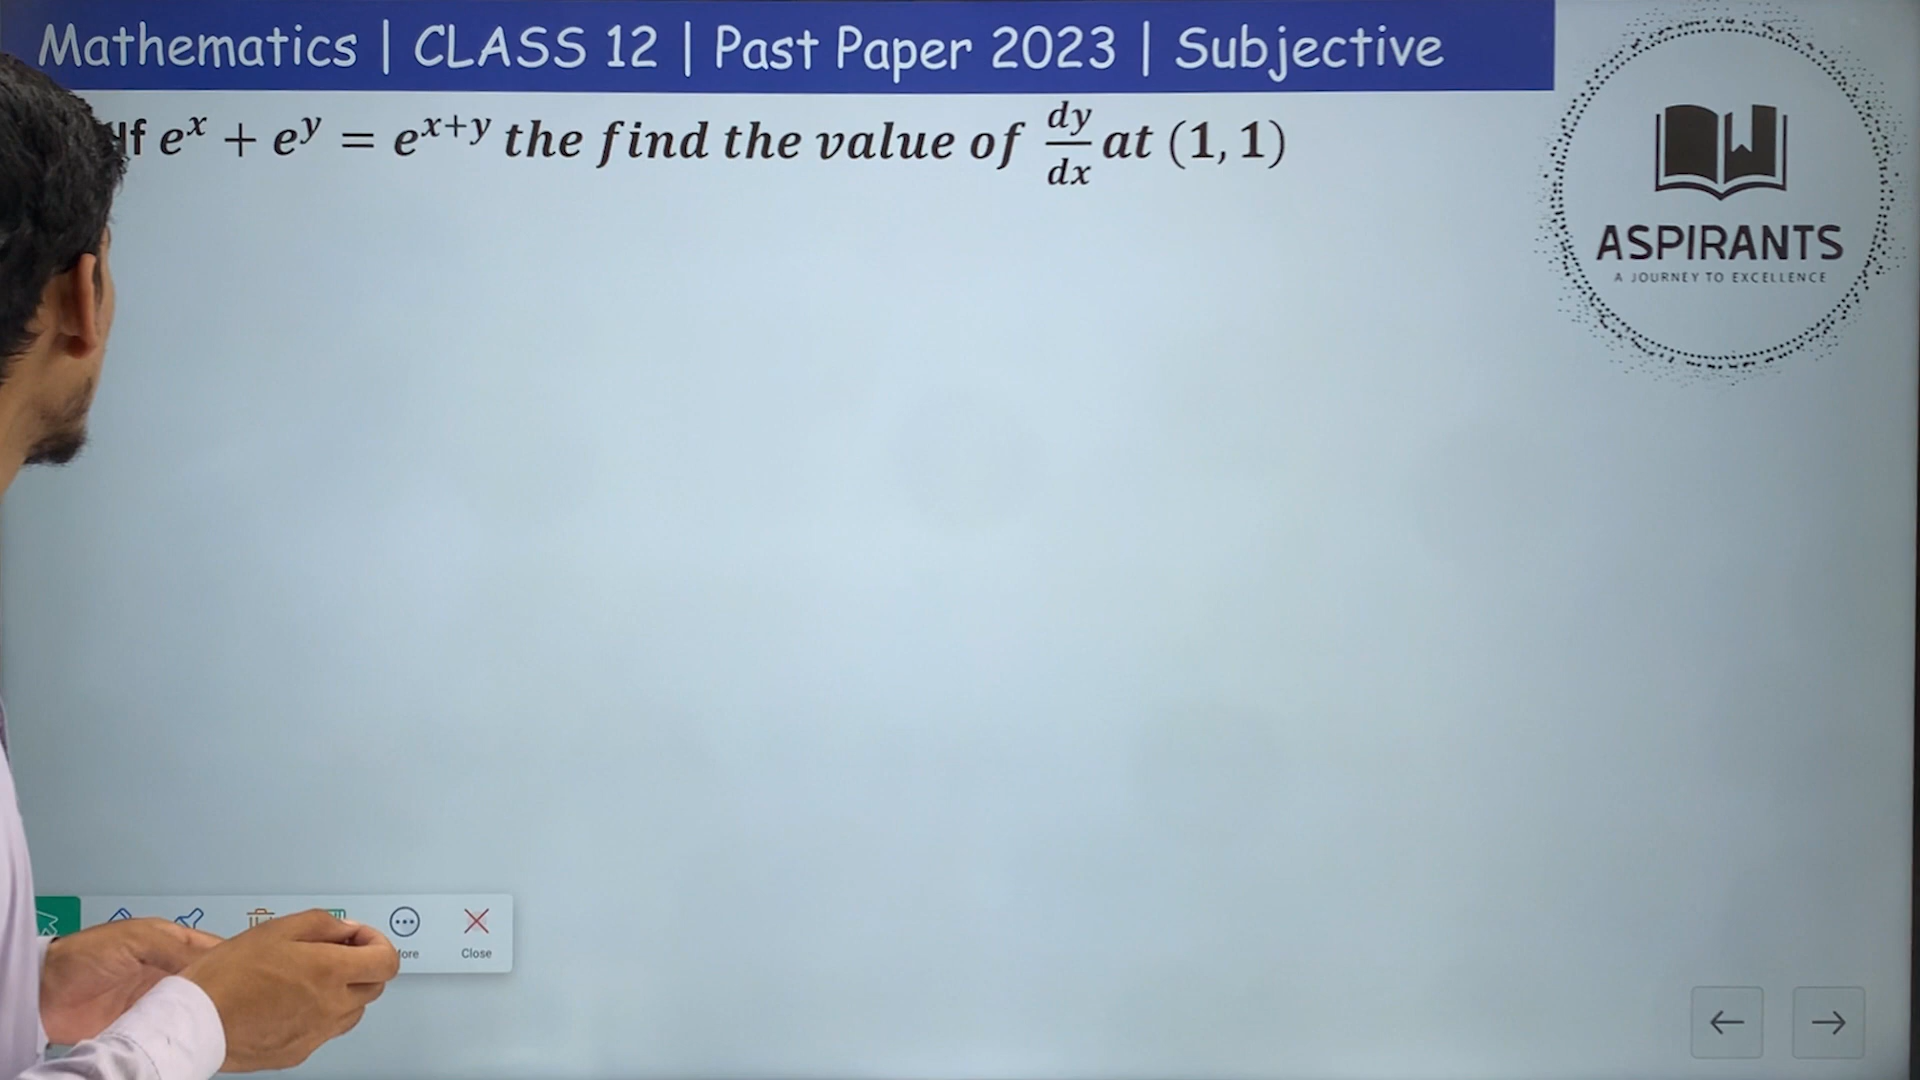 Mathematics | CLASS 12 | Past Paper 2023 | Subjective
If e^x + e^y = e^{x+y} the find the value of dy/dx at (1, 1)
ASPIRANTS
A JOURNEY TO EXCELLENCE
Close